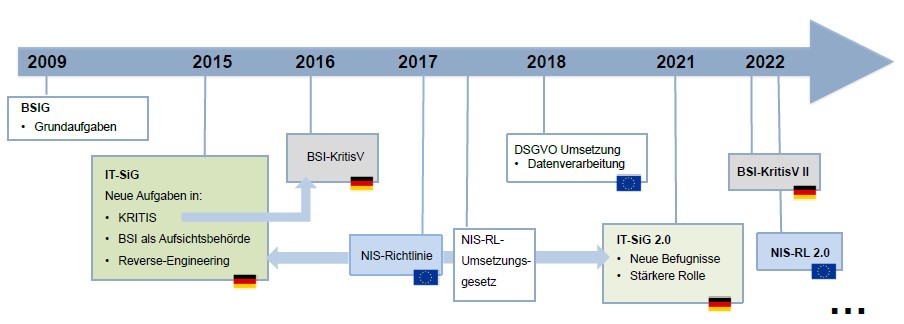 2009
2015
2016
2017
2018
2021
2022
BSIG
• Grundaufgaben
IT-SiG
Neue Aufgaben in:
• KRITIS
• BSI als Aufsichtsbehörde
• Reverse-Engineering
BSI-KritisV
NIS-Richtlinie
NIS-RL-
Umsetzungs-
gesetz
DSGVO Umsetzung
• Datenverarbeitung
IT-SiG 2.0
• Neue Befugnisse
• Stärkere Rolle
BSI-KritisV II
NIS-RL 2.0
...